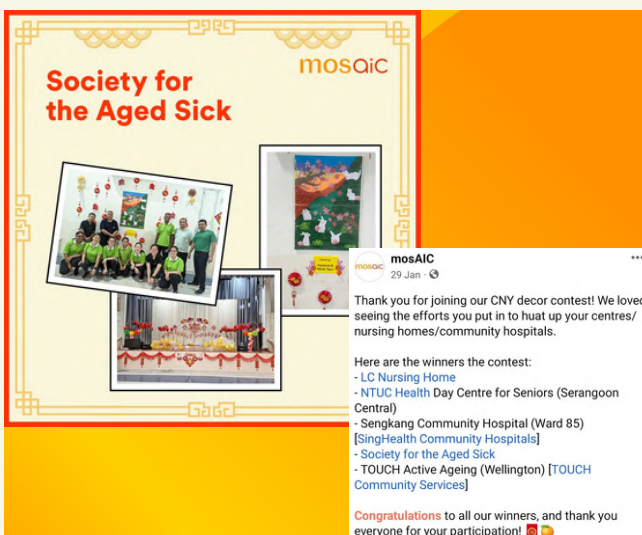 mosaic
Society for
the Aged Sick
mosaic
mosAIC
29 Jan ·
Thank you for joining our CNY decor contest! We loved
seeing the efforts you put in to huat up your centres/
nursing homes/community hospitals.
Here are the winners the contest:
- LC Nursing Home
- NTUC Health Day Centre for Seniors (Serangoon
Central)
- Sengkang Community Hospital (Ward 85)
[SingHealth Community Hospitals]
- Society for the Aged Sick
- TOUCH Active Ageing (Wellington) [TOUCH
Community Services]
Congratulations to all our winners, and thank you
everyone for your participation! 🧧🍊